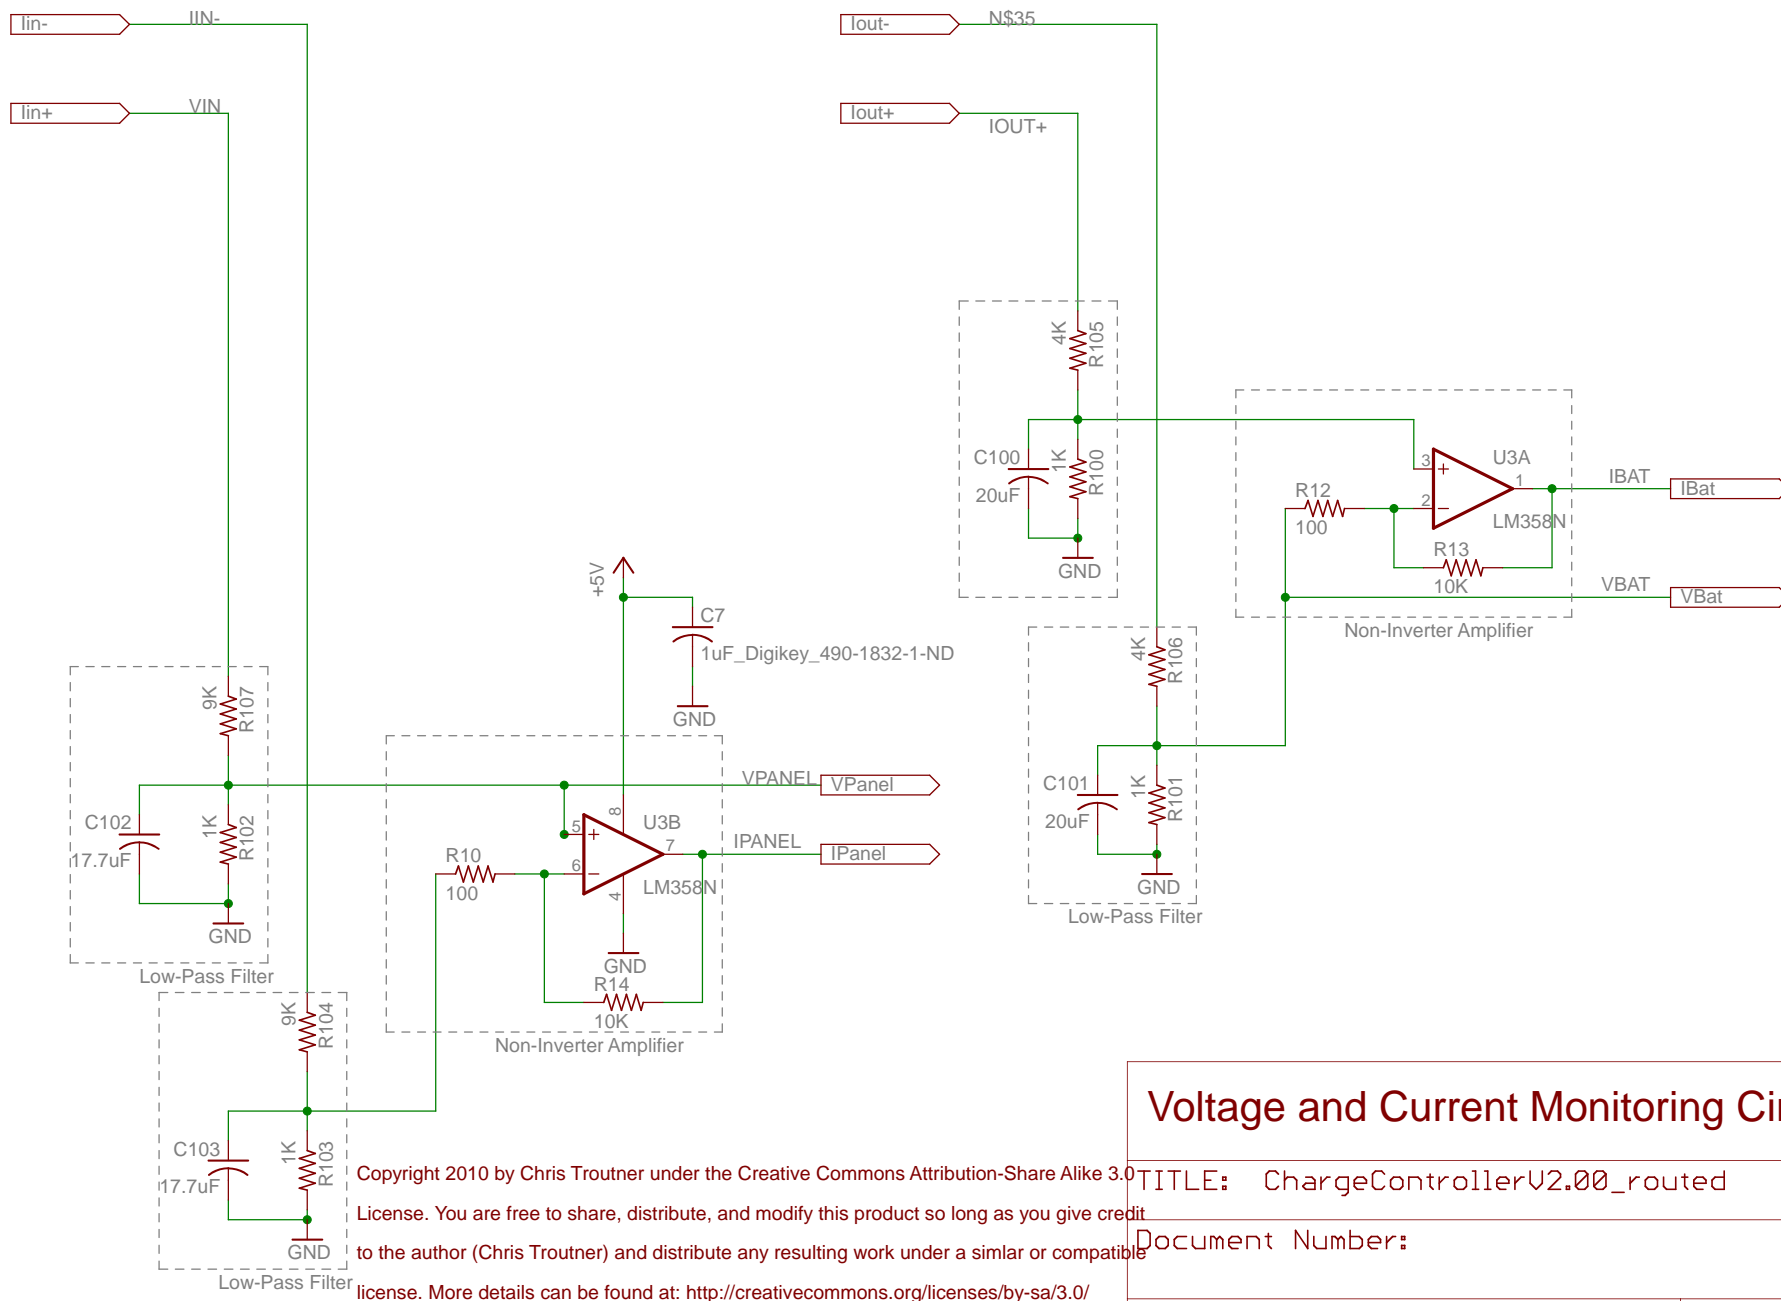 Iin-
IIN-
Iin+
VIN
Iout-
N$35
Iout+
IOUT+
4K
R105
C100
20uF
1K
R100
GND
U3A
3
+
2
−
1
LM358N
R12
100
R13
10K
IBAT
IBat
VBAT
VBat
Non-Inverter Amplifier
+5V
C7
1uF_Digikey_490-1832-1-ND
GND
4K
R106
C101
20uF
1K
R101
GND
Low-Pass Filter
9K
R107
C102
17.7uF
1K
R102
GND
Low-Pass Filter
VPANEL
VPanel
8
U3B
5
+
6
−
7
4
LM358N
IPANEL
IPanel
R10
100
GND
R14
10K
Non-Inverter Amplifier
9K
R104
C103
17.7uF
1K
R103
GND
Low-Pass Filter
Copyright 2010 by Chris Troutner under the Creative Commons Attribution-Share Alike 3.0
License. You are free to share, distribute, and modify this product so long as you give credit
to the author (Chris Troutner) and distribute any resulting work under a simlar or compatible
license. More details can be found at: http://creativecommons.org/licenses/by-sa/3.0/
Voltage and Current Monitoring Cir
TITLE: ChargeControllerV2.00_routed
Document Number: